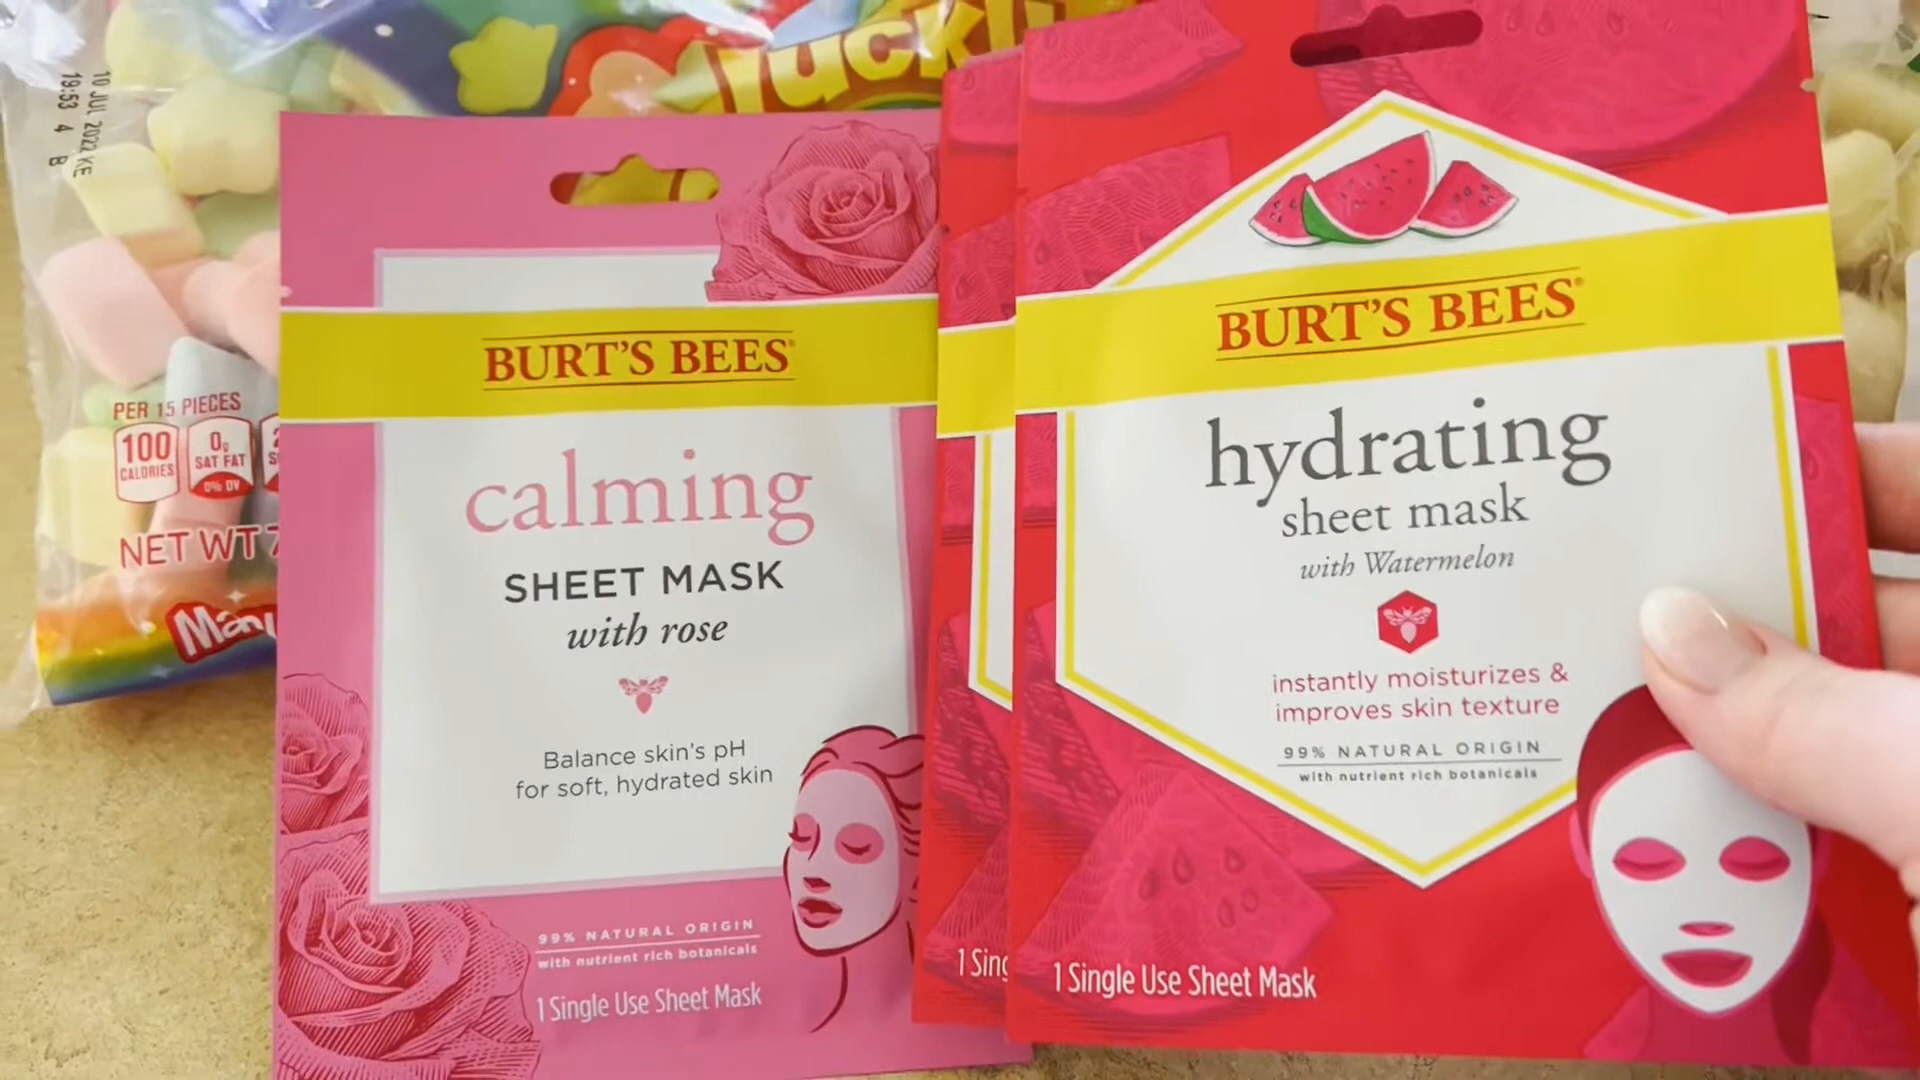 10 JUL 2022 KE
19:53 4 B
PER 15 PIECES
100
CALORIES
0g
SAT FAT
0% DV
NET WT 7
BURT'S BEES
calming
SHEET MASK
with rose
Balance skin's pH
for soft, hydrated skin
99% NATURAL ORIGIN
with nutrient rich botanicals
1 Single Use Sheet Mask
1 Sing
BURT'S BEES®
hydrating
sheet mask
with Watermelon
instantly moisturizes &
improves skin texture
99% NATURAL ORIGIN
with nutrient rich botanicals
1 Single Use Sheet Mask